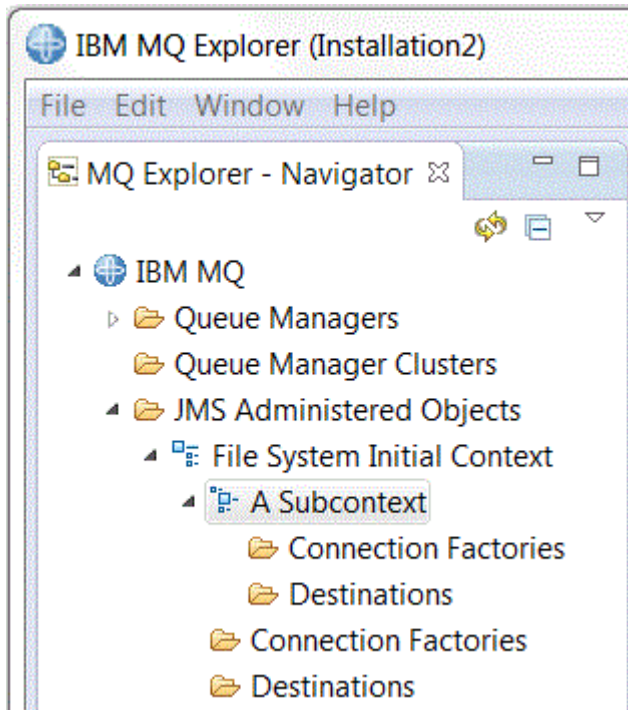 IBM MQ Explorer (Installation2)
File Edit Window Help
MQ Explorer - Navigator
IBM MQ
Queue Managers
Queue Manager Clusters
JMS Administered Objects
File System Initial Context
A Subcontext
Connection Factories
Destinations
Connection Factories
Destinations